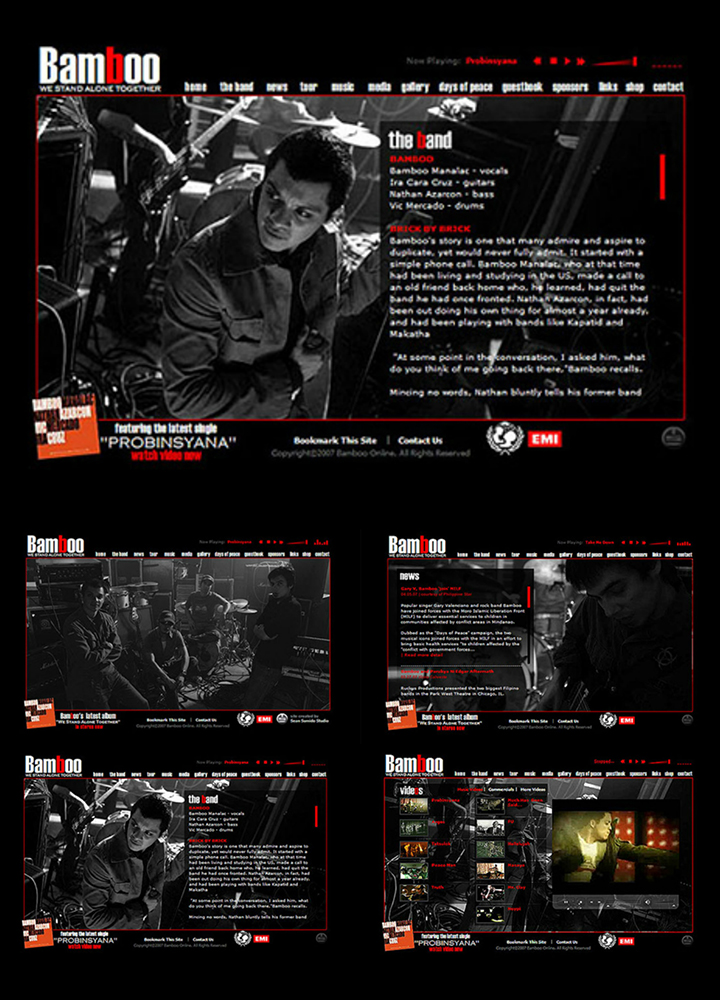 Bamboo
WE STAND ALONE TOGETHER
Now Playing: Probinsyana
home the band news tour music media gallery days of peace guestbook sponsors links shop contact
the band
BAMBOO
Bamboo Manalac - vocals
Ira Cara Cruz - guitars
Nathan Azarcon - bass
Vic Mercado - drums
BRICK BY BRICK
Bamboo's story is one that many admire and aspire to
duplicate, yet would never fully admit. It started with a
simple phone call. Bamboo Manalac, who at that time
had been living and studying in the US, made a call to
an old friend back home who, he learned, had quit the
band he had once fronted. Nathan Azarcon, in fact, had
been out doing his own thing for almost a year already,
and had been playing with bands like Kapatid and
Makatha
"At some point in the conversation, I asked him, what
do you think of me going back there,"Bamboo recalls.
Mincing no words, Nathan bluntly tells his former band
featuring the latest single
"PROBINSYANA"
watch video now
Bookmark This Site | Contact Us
Copyright©2007 Bamboo Online. All Rights Reserved
EMI
Bamboo
WE STAND ALONE TOGETHER
Now Playing: Probinsyana
home the band news tour music media gallery days of peace guestbook sponsors links shop contact
Bamboo's latest album
"WE STAND ALONE TOGETHER"
Bookmark This Site | Contact Us
Copyright©2007 Bamboo Online. All Rights Reserved
EMI
Bamboo
WE STAND ALONE TOGETHER
Now Playing: Take Me Down
home the band news tour music media gallery days of peace guestbook sponsors links shop contact
news
Gary V, Bamboo 'join' MILF
Popular singer Gary Valenciano and rock band Bamboo
have joined forces with the Moro Islamic Liberation Front
(MILF) to deliver essential services to children in
communities affected by conflict areas in Mindanao.
Dubbed as the "Days of Peace" campaign, the two
musical icons joined forces with the MILF in an effort to
bring basic health services "to children affected by the
"conflict with government forces...
Ruslyn Productions presented the two biggest Filipino
bands in the Park West Theatre in Chicago, IL.
Bamboo's latest album
"WE STAND ALONE TOGETHER"
Bookmark This Site | Contact Us
Copyright©2007 Bamboo Online. All Rights Reserved
EMI
Bamboo
WE STAND ALONE TOGETHER
Now Playing: Probinsyana
home the band news tour music media gallery days of peace guestbook sponsors links shop contact
the band
BAMBOO
Bamboo Manalac - vocals
Ira Cara Cruz - guitars
Nathan Azarcon - bass
Vic Mercado - drums
BRICK BY BRICK
Bamboo's story is one that many admire and aspire to
duplicate, yet would never fully admit. It started with a
simple phone call. Bamboo Manalac, who at that time
had been living and studying in the US, made a call to
an old friend back home who, he learned, had quit the
band he had once fronted. Nathan Azarcon, in fact, had
been out doing his own thing for almost a year already,
and had been playing with bands like Kapatid and
Makatha
"At some point in the conversation, I asked him, what
do you think of me going back there,"Bamboo recalls.
Mincing no words, Nathan bluntly tells his former band
featuring the latest single
"PROBINSYANA"
watch video now
Bookmark This Site | Contact Us
Copyright©2007 Bamboo Online. All Rights Reserved
EMI
Bamboo
WE STAND ALONE TOGETHER
home the band news tour music media gallery days of peace guestbook sponsors links shop contact
videos
Music Videos | Commercials | More Videos
featuring the latest single
"PROBINSYANA"
watch video now
Bookmark This Site | Contact Us
Copyright©2007 Bamboo Online. All Rights Reserved
EMI